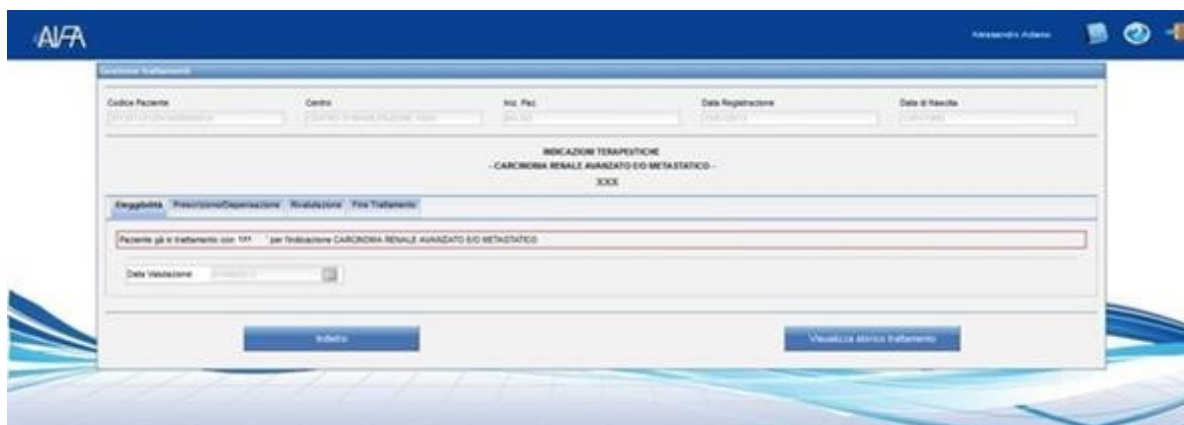 AIFA
Alessandro Adamo
Gestione trattamenti
Codice Paziente Centro Iniz. Paz. Data Registrazione Data di Nascita
INDICAZIONI TERAPEUTICHE
- CARCINOMA RENALE AVANZATO E/O METASTATICO -
XXX
Eleggibilità Prescrizione/Dispensazione Rivalutazione Fine Trattamento
Paziente già in trattamento con XXX per l'indicazione CARCINOMA RENALE AVANZATO E/O METASTATICO
Data Valutazione
Indietro Visualizza storico trattamento